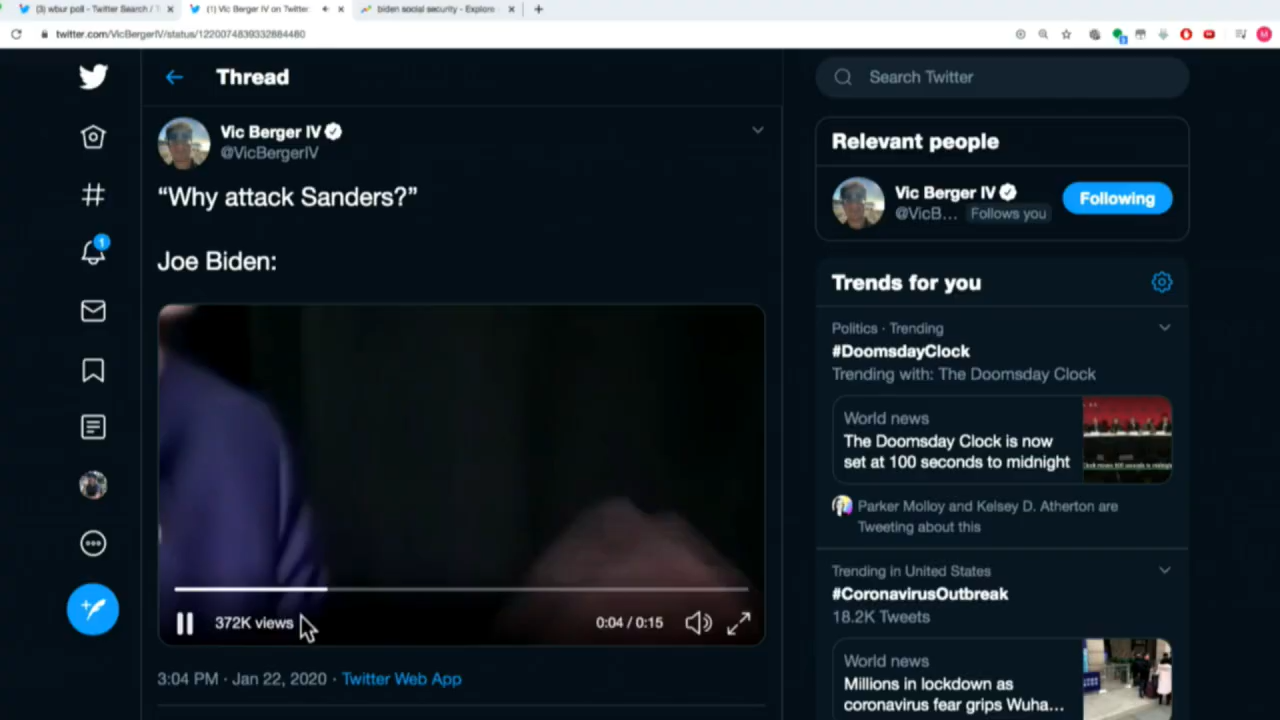 (3) wbur poll - Twitter Search / T
(1) Vic Berger IV on Twitter
biden social security - Explore
twitter.com/VicBergerIV/status/1220074839332884480
Thread
Search Twitter
Vic Berger IV
@VicBergerIV
“Why attack Sanders?”
Joe Biden:
372K views
0:04 / 0:15
3:04 PM · Jan 22, 2020 · Twitter Web App
Relevant people
Vic Berger IV
@VicB... Follows you
Following
Trends for you
Politics · Trending
#DoomsdayClock
Trending with: The Doomsday Clock
World news
The Doomsday Clock is now
set at 100 seconds to midnight
Parker Molloy and Kelsey D. Atherton are
Tweeting about this
Trending in United States
#CoronavirusOutbreak
18.2K Tweets
World news
Millions in lockdown as
coronavirus fear grips Wuha...
1